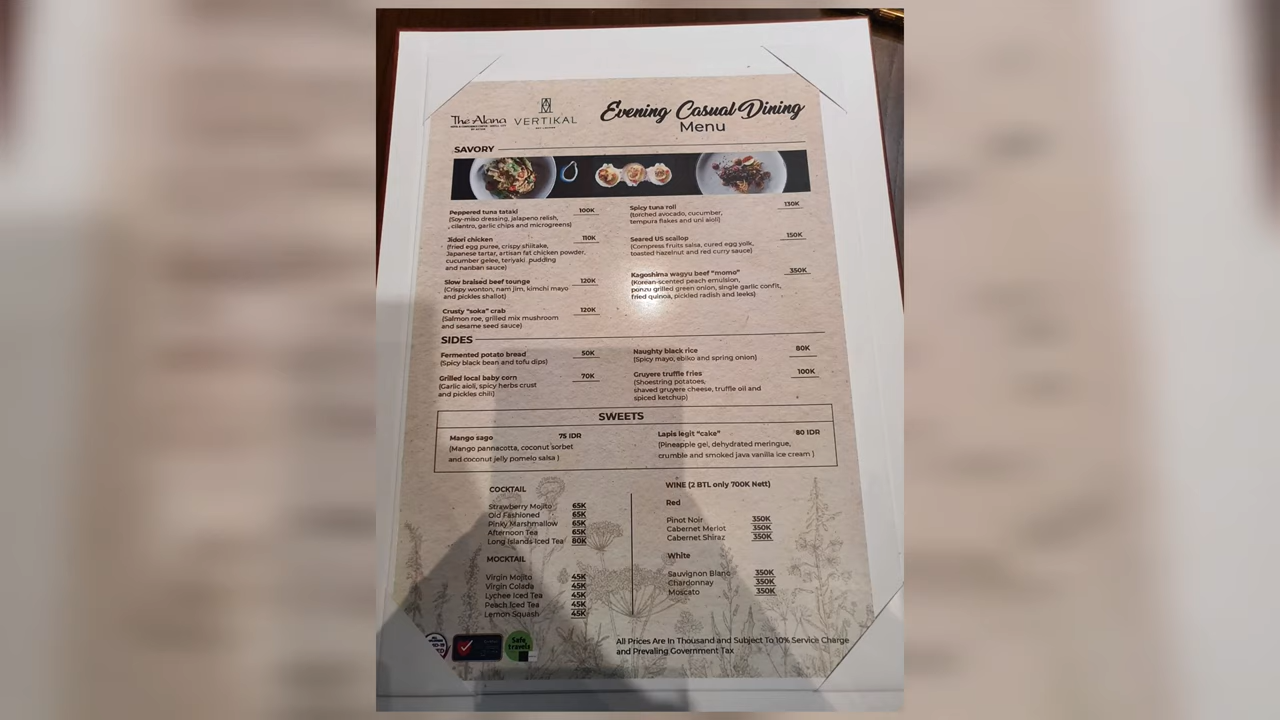 The Alana
VERTIKAL
Evening Casual Dining
Menu
SAVORY
Peppered tuna tataki 100K
(Soy-miso dressing, jalapeno relish,
, cilantro, garlic chips and microgreens)
Jidori chicken 110K
(fried egg puree, crispy shiitake,
Japanese tartar, artisan fat chicken powder,
cucumber gelee, teriyaki pudding
and nanban sauce)
Slow braised beef tounge 120K
(Crispy wonton, nam jim, kimchi mayo
and pickles shallot)
Crusty "soka" crab 120K
(Salmon roe, grilled mix mushroom
and sesame seed sauce)
Spicy tuna roll 130K
(torched avocado, cucumber,
tempura flakes and uni aioli)
Seared US scallop 150K
(Compress fruits salsa, cured egg yolk,
toasted hazelnut and red curry sauce)
Kagoshima wagyu beef "momo" 350K
(Korean-scented peach emulsion,
ponzu grilled green onion, single garlic confit,
fried quinoa, pickled radish and leeks)
SIDES
Fermented potato bread 50K
(Spicy black bean and tofu dips)
Grilled local baby corn 70K
(Garlic aioli, spicy herbs crust
and pickles chili)
Naughty black rice 80K
(Spicy mayo, ebiko and spring onion)
Gruyere truffle fries 100K
(Shoestring potatoes,
shaved gruyere cheese, truffle oil and
spiced ketchup)
SWEETS
Mango sago 75 IDR
(Mango pannacotta, coconut sorbet
and coconut jelly pomelo salsa )
Lapis legit "cake" 80 IDR
(Pineapple gel, dehydrated meringue,
crumble and smoked java vanilla ice cream )
COCKTAIL
Strawberry Mojito 65K
Old Fashioned 65K
Pinky Marshmallow 65K
Afternoon Tea 65K
Long Islands Iced Tea 80K
MOCKTAIL
Virgin Mojito 45K
Virgin Colada 45K
Lychee Iced Tea 45K
Peach Iced Tea 45K
Lemon Squash 45K
WINE (2 BTL only 700K Nett)
Red
Pinot Noir 350K
Cabernet Merlot 350K
Cabernet Shiraz 350K
White
Sauvignon Blanc 350K
Chardonnay 350K
Moscato 350K
Safe
travels
All Prices Are In Thousand and Subject To 10% Service Charge
and Prevaling Government Tax